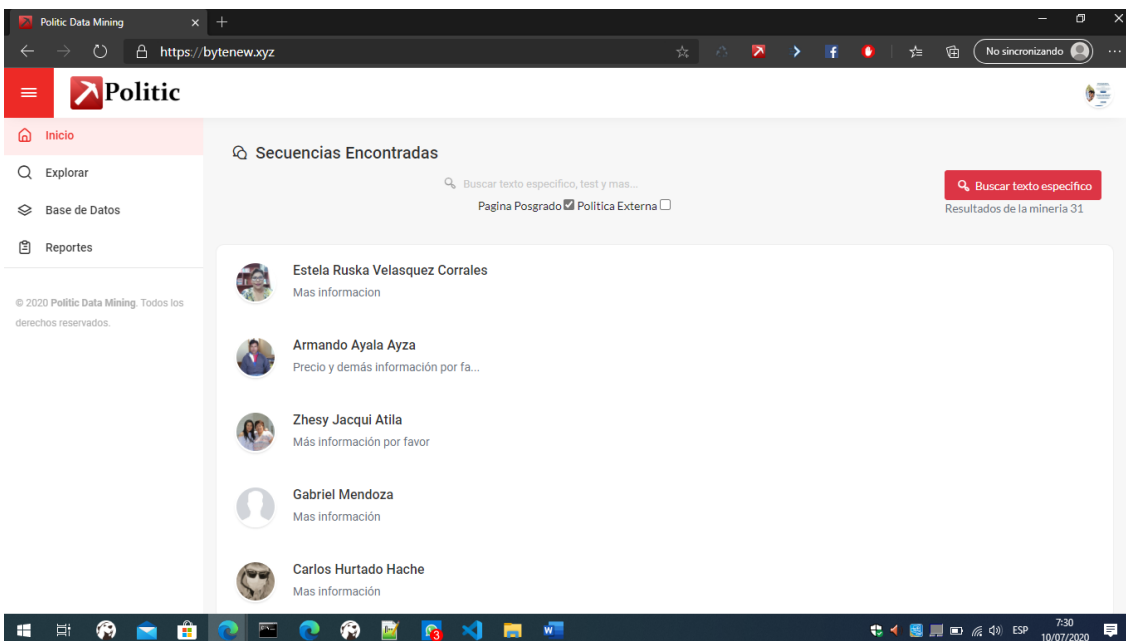 Politic Data Mining
https://bytenew.xyz
No sincronizando
Politic
Inicio
Explorar
Base de Datos
Reportes
© 2020 Politic Data Mining. Todos los
derechos reservados.
Secuencias Encontradas
Buscar texto especifico, test y mas...
Pagina Posgrado Politica Externa
Buscar texto especifico
Resultados de la mineria 31
Estela Ruska Velasquez Corrales
Mas informacion
Armando Ayala Ayza
Precio y demás información por fa...
Zhesy Jacqui Atila
Más información por favor
Gabriel Mendoza
Mas información
Carlos Hurtado Hache
Mas información
ESP
7:30
10/07/2020